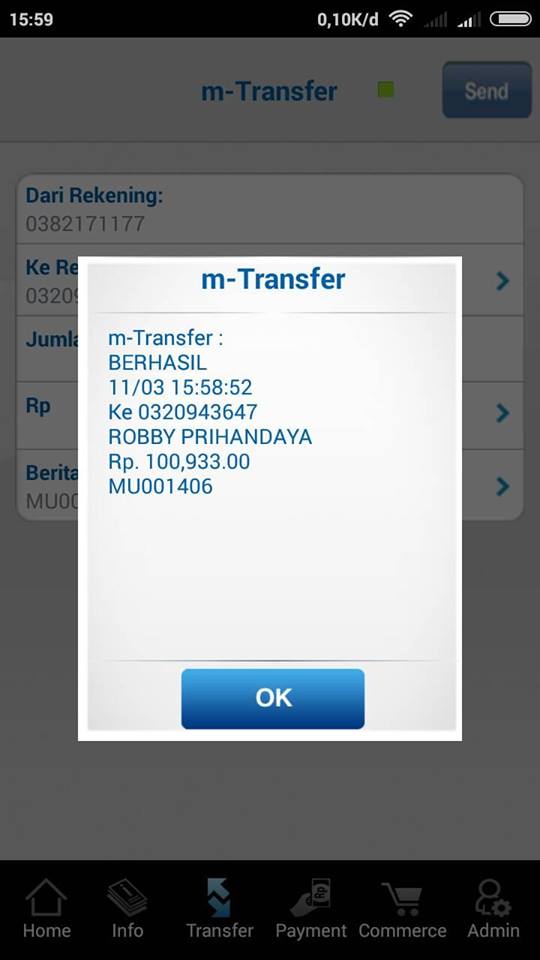 15:59
0,10K/d
m-Transfer
Send
Dari Rekening:
0382171177
Ke Re
0320
Jumla
Rp
Berita
MU00
m-Transfer
m-Transfer :
BERHASIL
11/03 15:58:52
Ke 0320943647
ROBBY PRIHANDAYA
Rp. 100,933.00
MU001406
OK
Home
Info
Transfer
Payment
Commerce
Admin